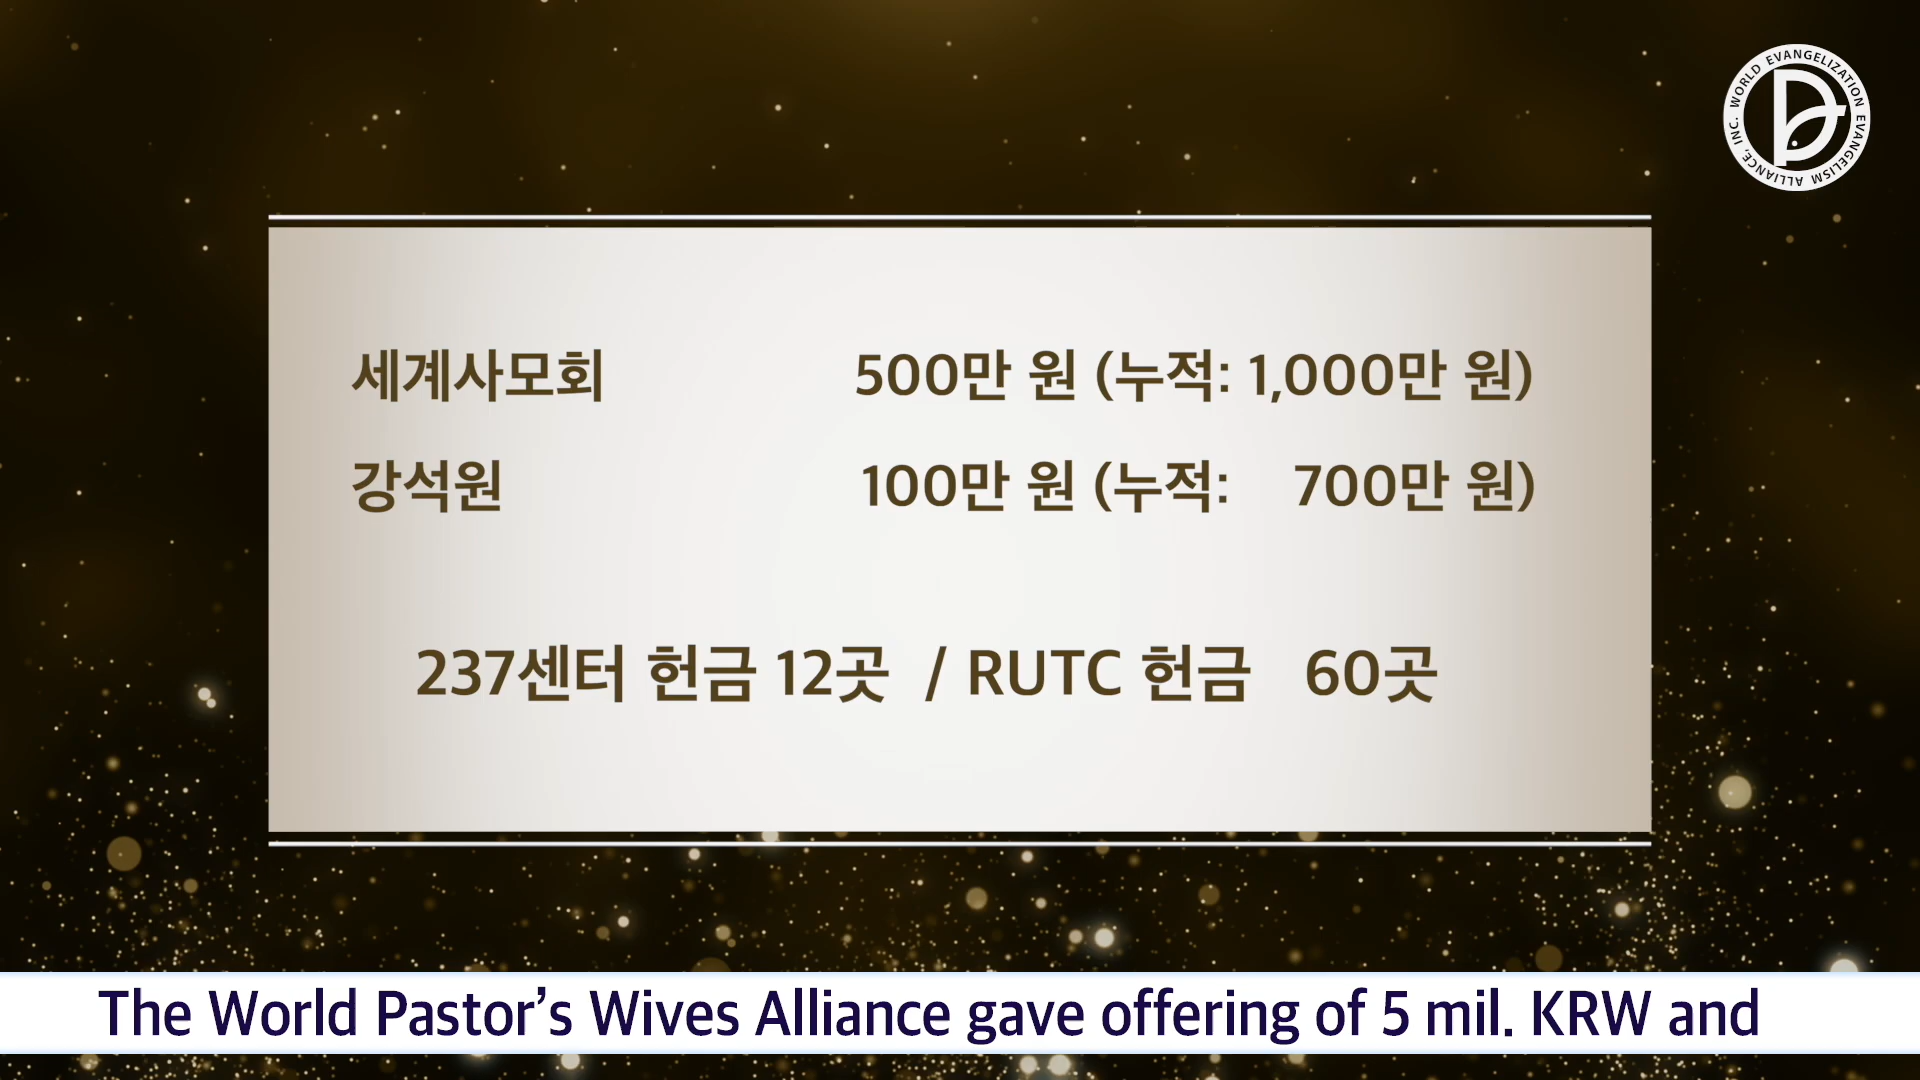 WORLD EVANGELIZATION EVANGELISM ALLIANCE, INC.
세계사모회 500만 원 (누적: 1,000만 원)
강석원 100만 원 (누적: 700만 원)
237센터 헌금 12곳 / RUTC 헌금 60곳
The World Pastor’s Wives Alliance gave offering of 5 mil. KRW and